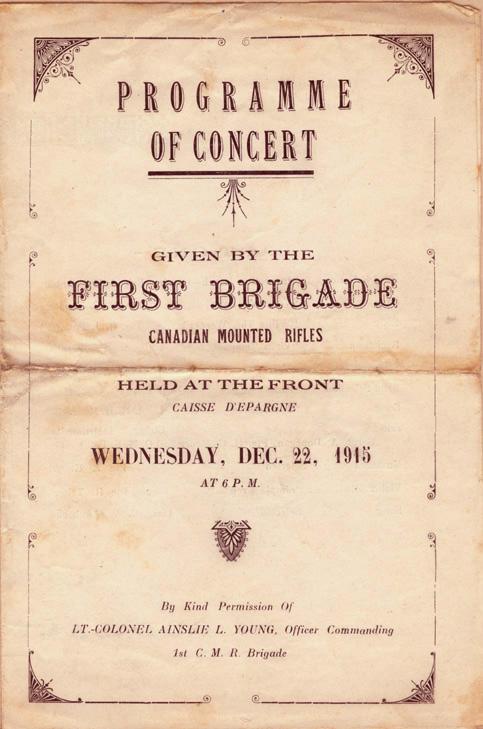 PROGRAMME
OF CONCERT
GIVEN BY THE
FIRST BRIGADE
CANADIAN MOUNTED RIFLES
HELD AT THE FRONT
CAISSE D'EPARGNE
WEDNESDAY, DEC. 22, 1915
AT 6 P. M.
By Kind Permission Of
LT.-COLONEL AINSLIE L. YOUNG, Officer Commanding
1st C. M. R. Brigade